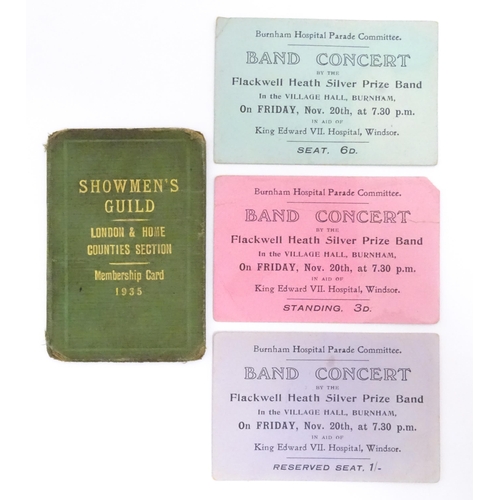 SHOWMEN'S
GUILD
LONDON & HOME
COUNTIES SECTION
Membership Card
1935
Burnham Hospital Parade Committee.
BAND CONCERT
BY THE
Flackwell Heath Silver Prize Band
In the VILLAGE HALL, BURNHAM,
On FRIDAY, Nov. 20th, at 7.30 p.m.
IN AID OF
King Edward VII. Hospital, Windsor.
SEAT, 6D.
Burnham Hospital Parade Committee.
BAND CONCERT
BY THE
Flackwell Heath Silver Prize Band
In the VILLAGE HALL, BURNHAM,
On FRIDAY, Nov. 20th, at 7.30 p.m.
IN AID OF
King Edward VII. Hospital, Windsor.
STANDING, 3D.
Burnham Hospital Parade Committee.
BAND CONCERT
BY THE
Flackwell Heath Silver Prize Band
In the VILLAGE HALL, BURNHAM,
On FRIDAY, Nov. 20th, at 7.30 p.m.
IN AID OF
King Edward VII. Hospital, Windsor.
RESERVED SEAT, 1/-